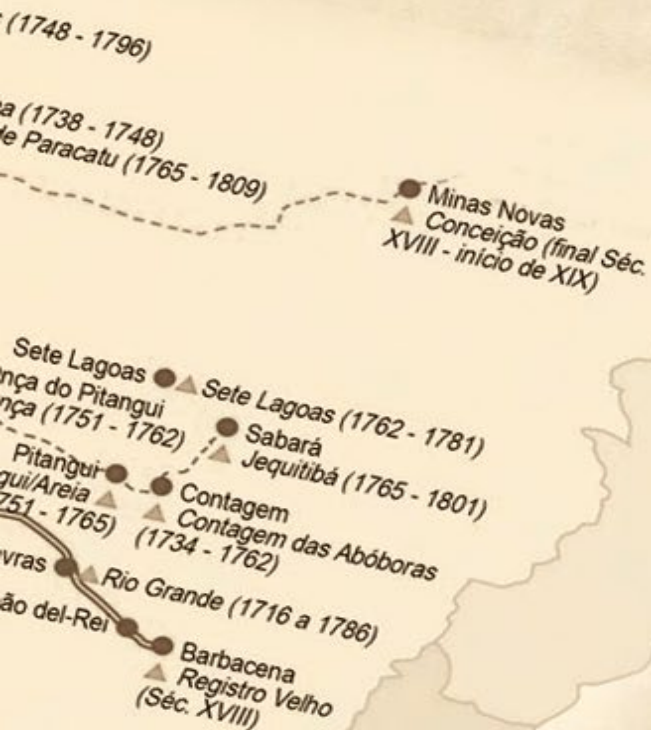 (1748 - 1796)
(1738 - 1748)
de Paracatu (1765 - 1809)
Minas Novas
Conceição (final Séc.
XVIII - início de XIX)
Sete Lagoas
Sete Lagoas (1762 - 1781)
do Pitangui
(1751 - 1762)
Sabará
Jequitibá (1765 - 1801)
Pitangui
gui/Areia
751 - 1765)
Contagem
Contagem das Abóboras
(1734 - 1762)
vras
Rio Grande (1716 a 1786)
ão del-Rei
Barbacena
Registro Velho
(Séc. XVIII)